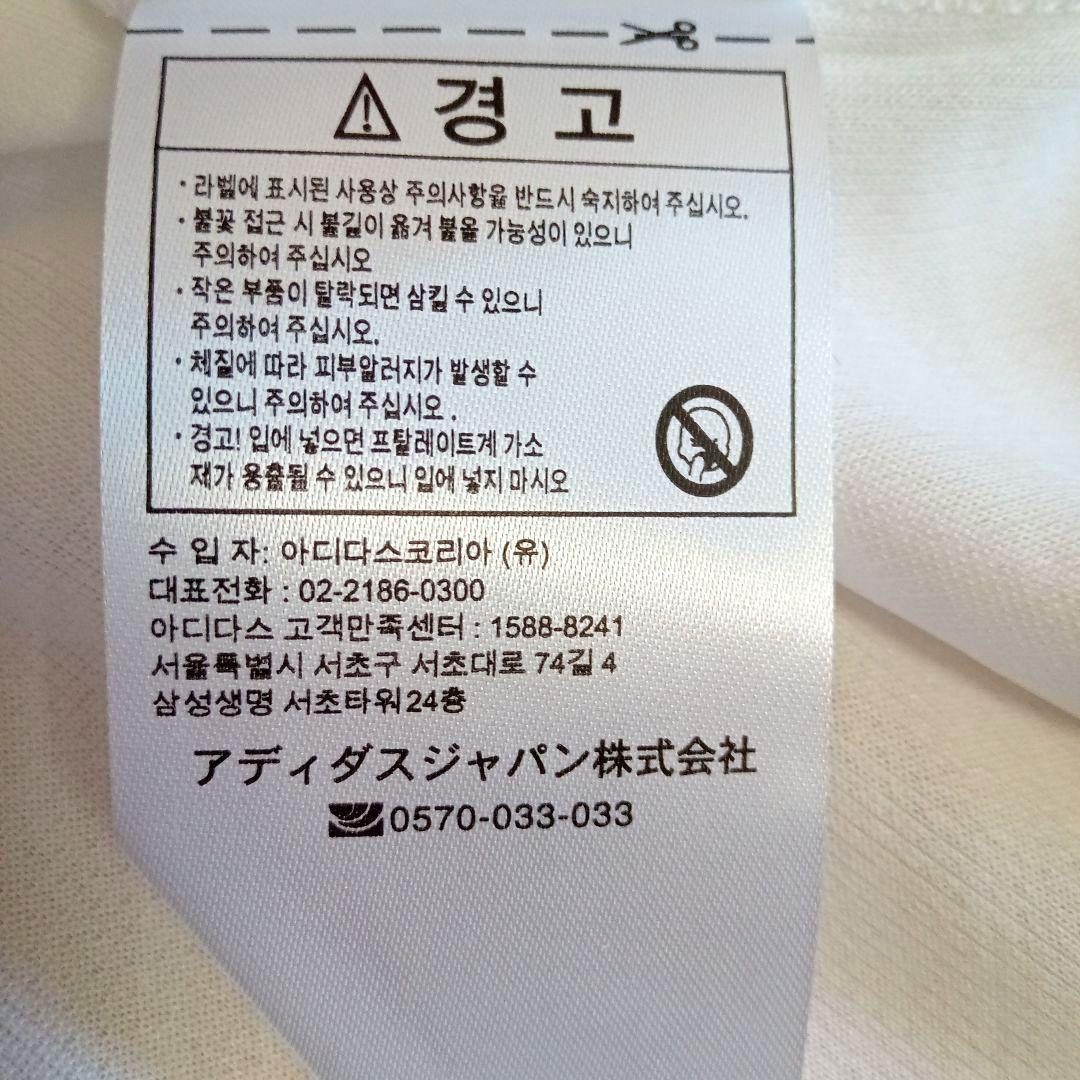 경 고
· 라벨에 표시된 사용상 주의사항을 반드시 숙지하여 주십시오.
· 불꽃 접근 시 불길이 옮겨 붙을 가능성이 있으니
주의하여 주십시오
· 작은 부품이 탈락되면 삼킬 수 있으니
주의하여 주십시오.
· 체질에 따라 피부알러지가 발생할 수
있으니 주의하여 주십시오 .
· 경고! 입에 넣으면 프탈레이트계 가소
제가 용출될 수 있으니 입에 넣지 마시오
수 입 자: 아디다스코리아 (유)
대표전화 : 02-2186-0300
아디다스 고객만족센터 : 1588-8241
서울특별시 서초구 서초대로 74길 4
삼성생명 서초타워24층
アディダスジャパン株式会社
0570-033-033